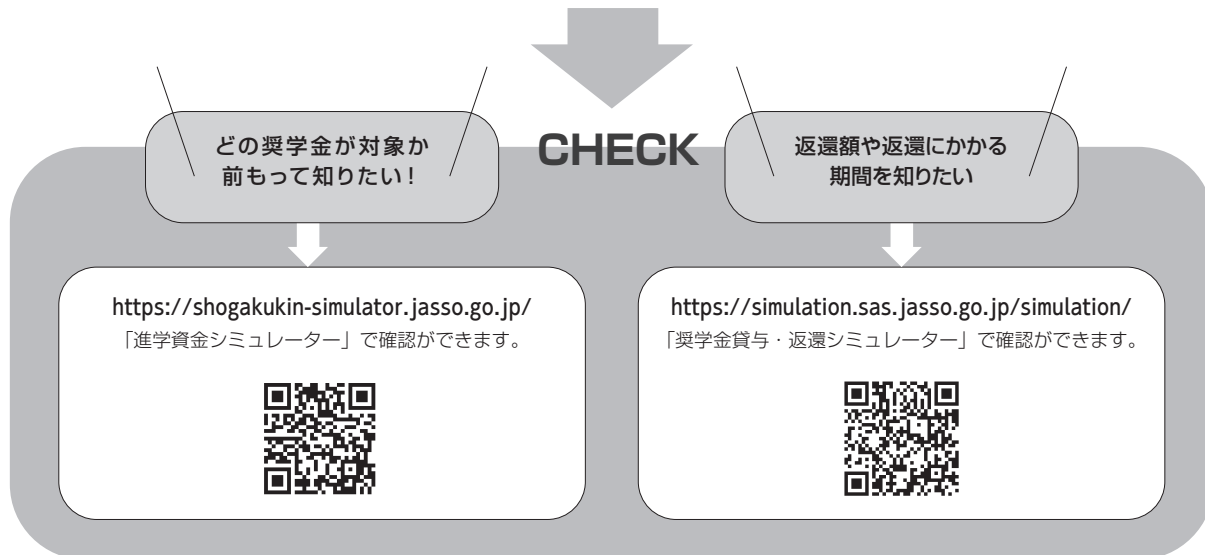 CHECK
どの奨学金が対象か
前もって知りたい！
https://shogakukin-simulator.jasso.go.jp/
「進学資金シミュレーター」で確認ができます。
返還額や返還にかかる
期間を知りたい
https://simulation.sas.jasso.go.jp/simulation/
「奨学金貸与・返還シミュレーター」で確認ができます。